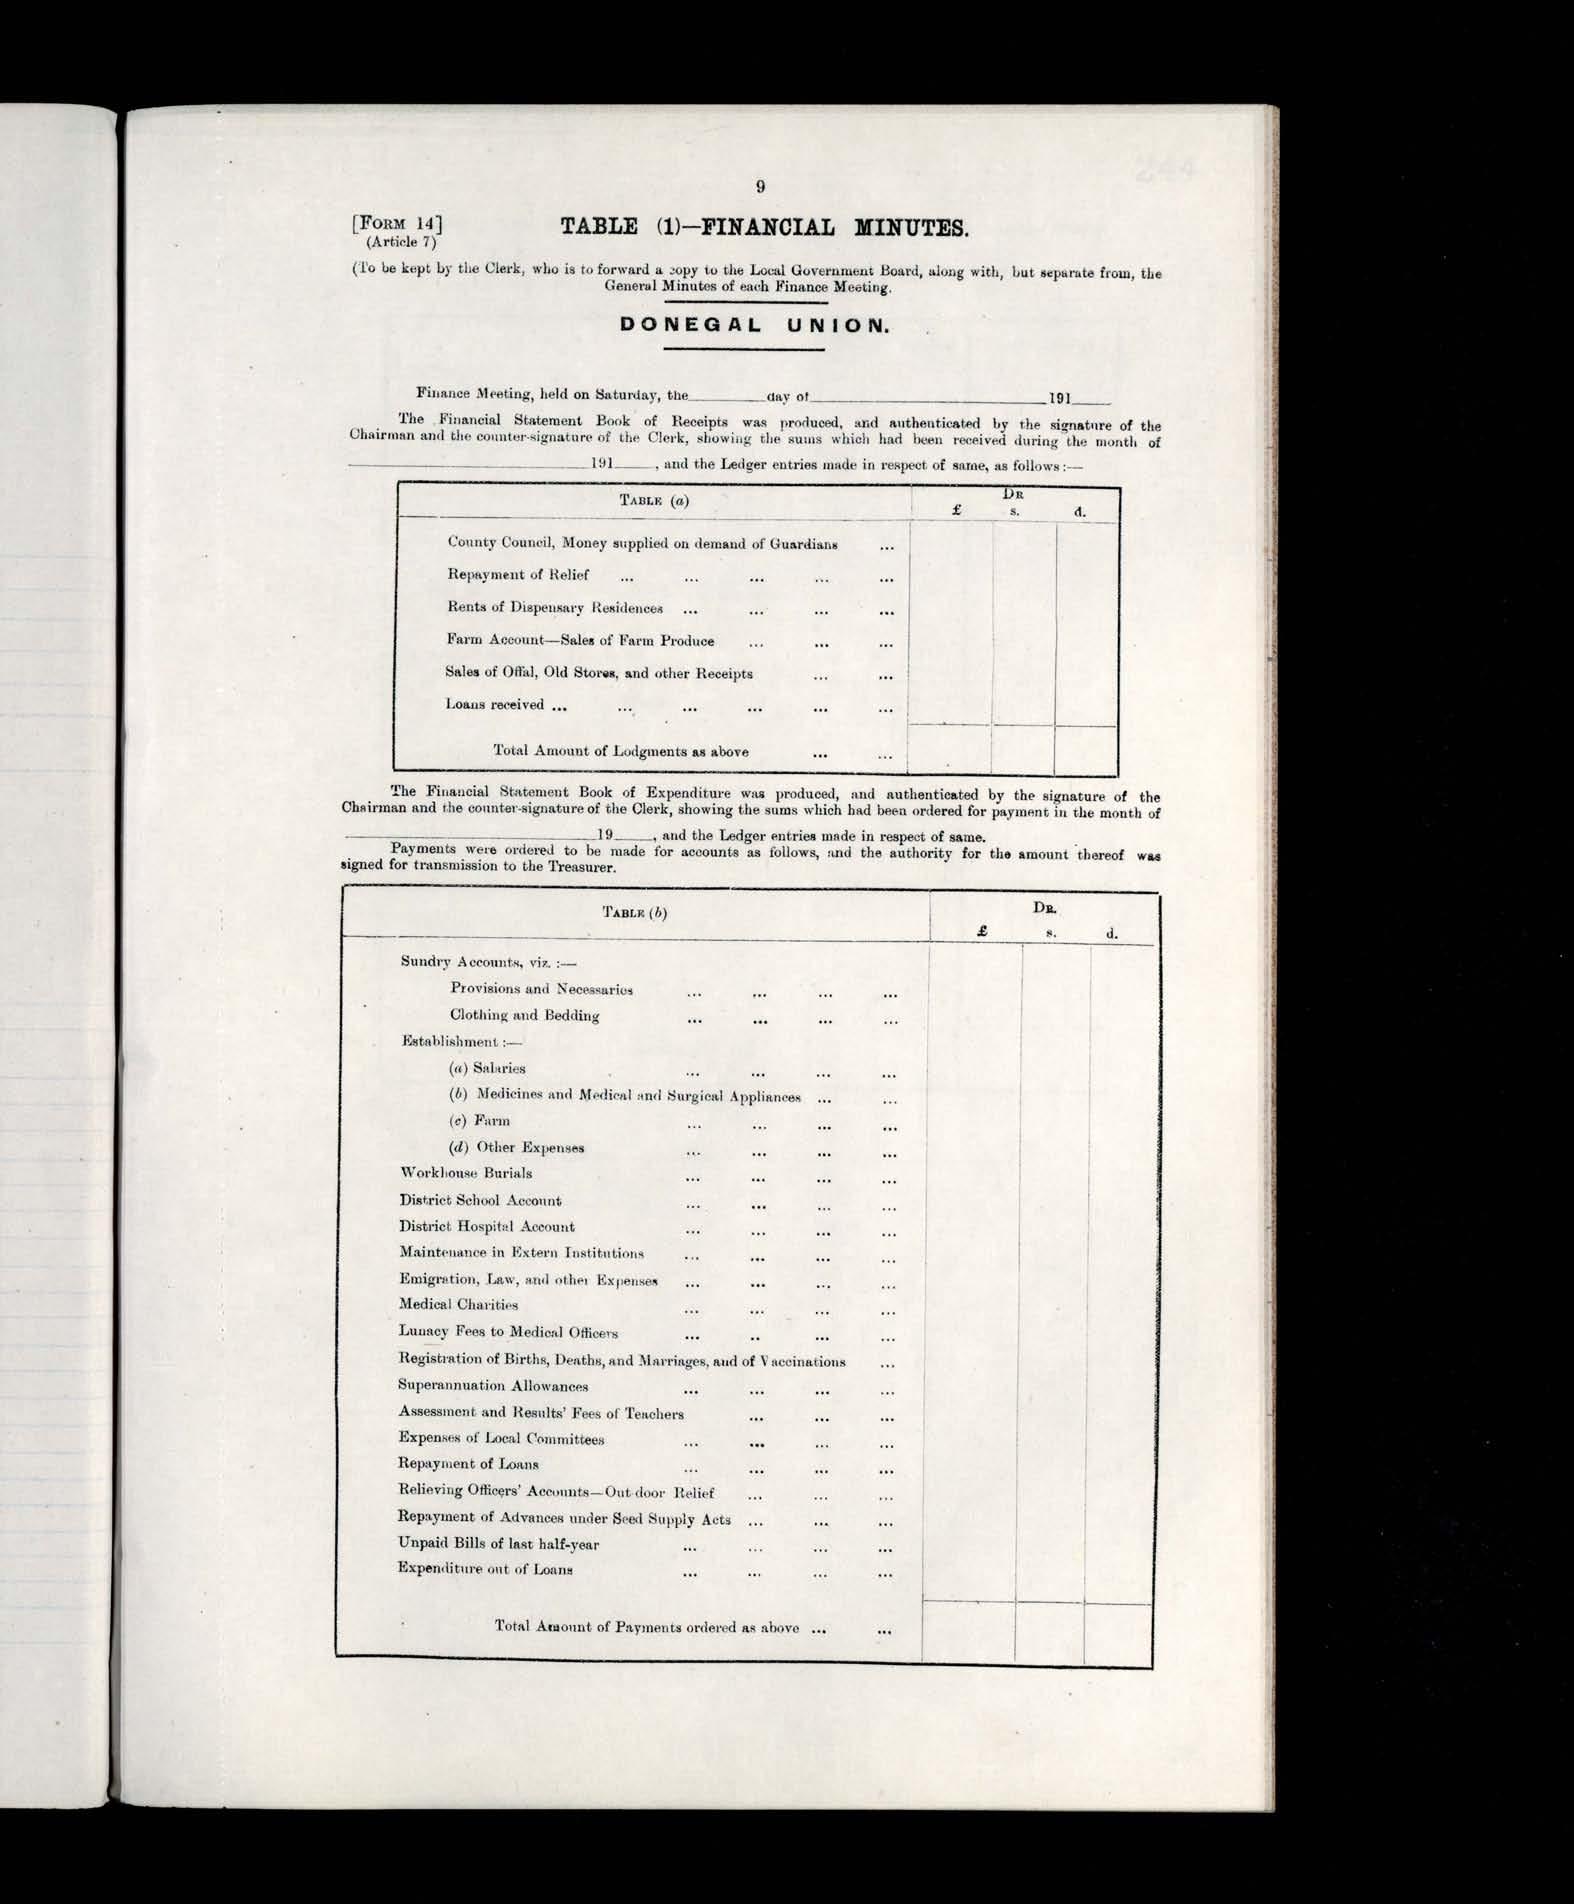 9
[FORM 14]
(Article 7)
TABLE (1)—FINANCIAL MINUTES.
(To be kept by the Clerk, who is to forward a copy to the Local Government Board, along with, but separate from, the
General Minutes of each Finance Meeting.
DONEGAL UNION.
Finance Meeting, held on Saturday, the________day of________________________191____
The Financial Statement Book of Receipts was produced, and authenticated by the signature of the
Chairman and the counter-signature of the Clerk, showing the sums which had been received during the month of
________________________191____, and the Ledger entries made in respect of same, as follows:—
TABLE (a) DR
£ s. d.
County Council, Money supplied on demand of Guardians ...
Repayment of Relief ... ... ... ... ...
Rents of Dispensary Residences ... ... ... ...
Farm Account—Sales of Farm Produce ... ... ...
Sales of Offal, Old Stores, and other Receipts ... ...
Loans received ... ... ... ... ... ...
Total Amount of Lodgments as above ... ...
The Financial Statement Book of Expenditure was produced, and authenticated by the signature of the
Chairman and the counter-signature of the Clerk, showing the sums which had been ordered for payment in the month of
________________________19____, and the Ledger entries made in respect of same.
Payments were ordered to be made for accounts as follows, and the authority for the amount thereof was
signed for transmission to the Treasurer.
TABLE (b) DR.
£ s. d.
Sundry Accounts, viz. :—
Provisions and Necessaries ... ... ... ...
Clothing and Bedding ... ... ... ...
Establishment :—
(a) Salaries ... ... ... ...
(b) Medicines and Medical and Surgical Appliances ... ...
(c) Farm ... ... ... ...
(d) Other Expenses ... ... ... ...
Workhouse Burials ... ... ... ...
District School Account ... ... ... ...
District Hospital Account ... ... ... ...
Maintenance in Extern Institutions ... ... ... ...
Emigration, Law, and other Expenses ... ... ... ...
Medical Charities ... ... ... ...
Lunacy Fees to Medical Officers ... .. ... ...
Registration of Births, Deaths, and Marriages, and of Vaccinations ...
Superannuation Allowances ... ... ... ...
Assessment and Results' Fees of Teachers ... ... ...
Expenses of Local Committees ... ... ... ...
Repayment of Loans ... ... ... ...
Relieving Officers' Accounts—Out-door Relief ... ... ...
Repayment of Advances under Seed Supply Acts ... ... ...
Unpaid Bills of last half-year ... ... ... ...
Expenditure out of Loans ... ... ... ...
Total Amount of Payments ordered as above ... ...